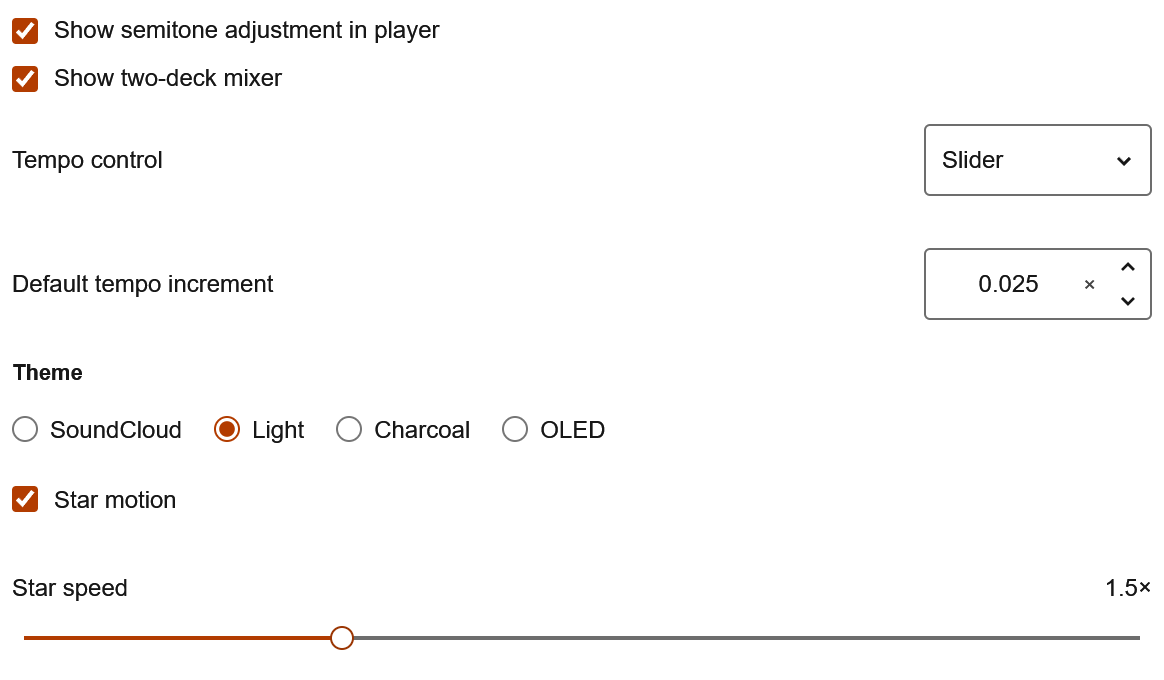 Show semitone adjustment in player
Show two-deck mixer
Tempo control
Slider
Default tempo increment
0.025 ×
Theme
SoundCloud Light Charcoal OLED
Star motion
Star speed
1.5×